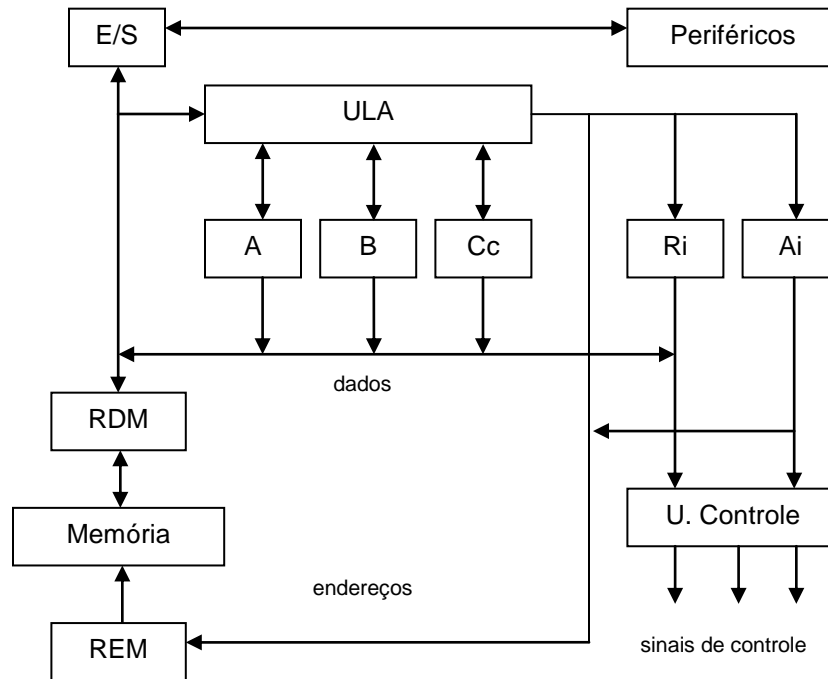 E/S
Periféricos
ULA
A
B
Cc
Ri
Ai
dados
RDM
U. Controle
Memória
endereços
sinais de controle
REM